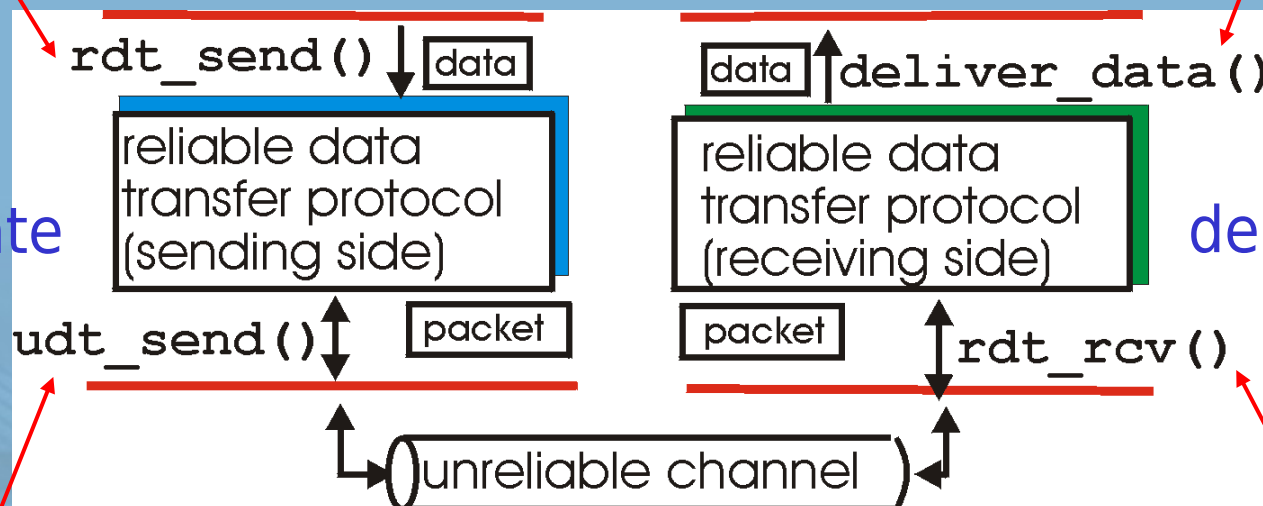 rdt_send()
data
data
deliver_data()
reliable data
transfer protocol
(sending side)
reliable data
transfer protocol
(receiving side)
udt_send()
packet
packet
rdt_rcv()
unreliable channel